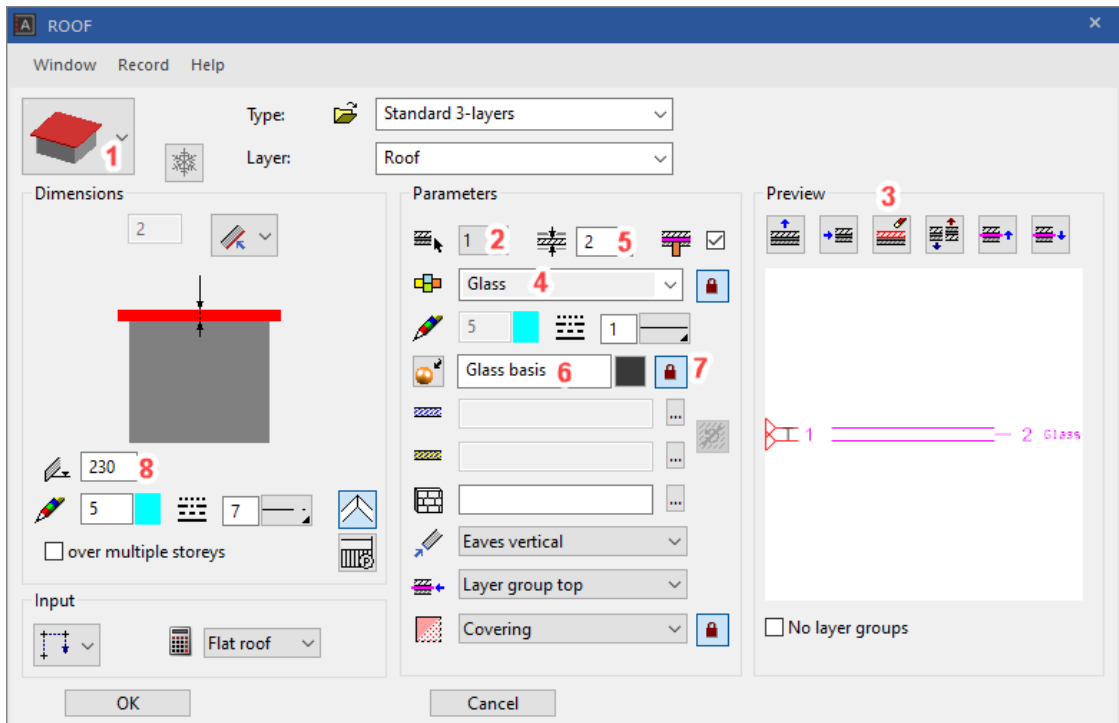 A ROOF ×
Window Record Help
1
Type: Standard 3-layers
Layer: Roof
Dimensions
2
230 8
5 7
over multiple storeys
Input
Flat roof
OK
Parameters
1 2 2 5
Glass 4
5 1
Glass basis 6 7
...
...
...
Eaves vertical
Layer group top
Covering
Cancel
Preview 3
1 2 Glass
No layer groups